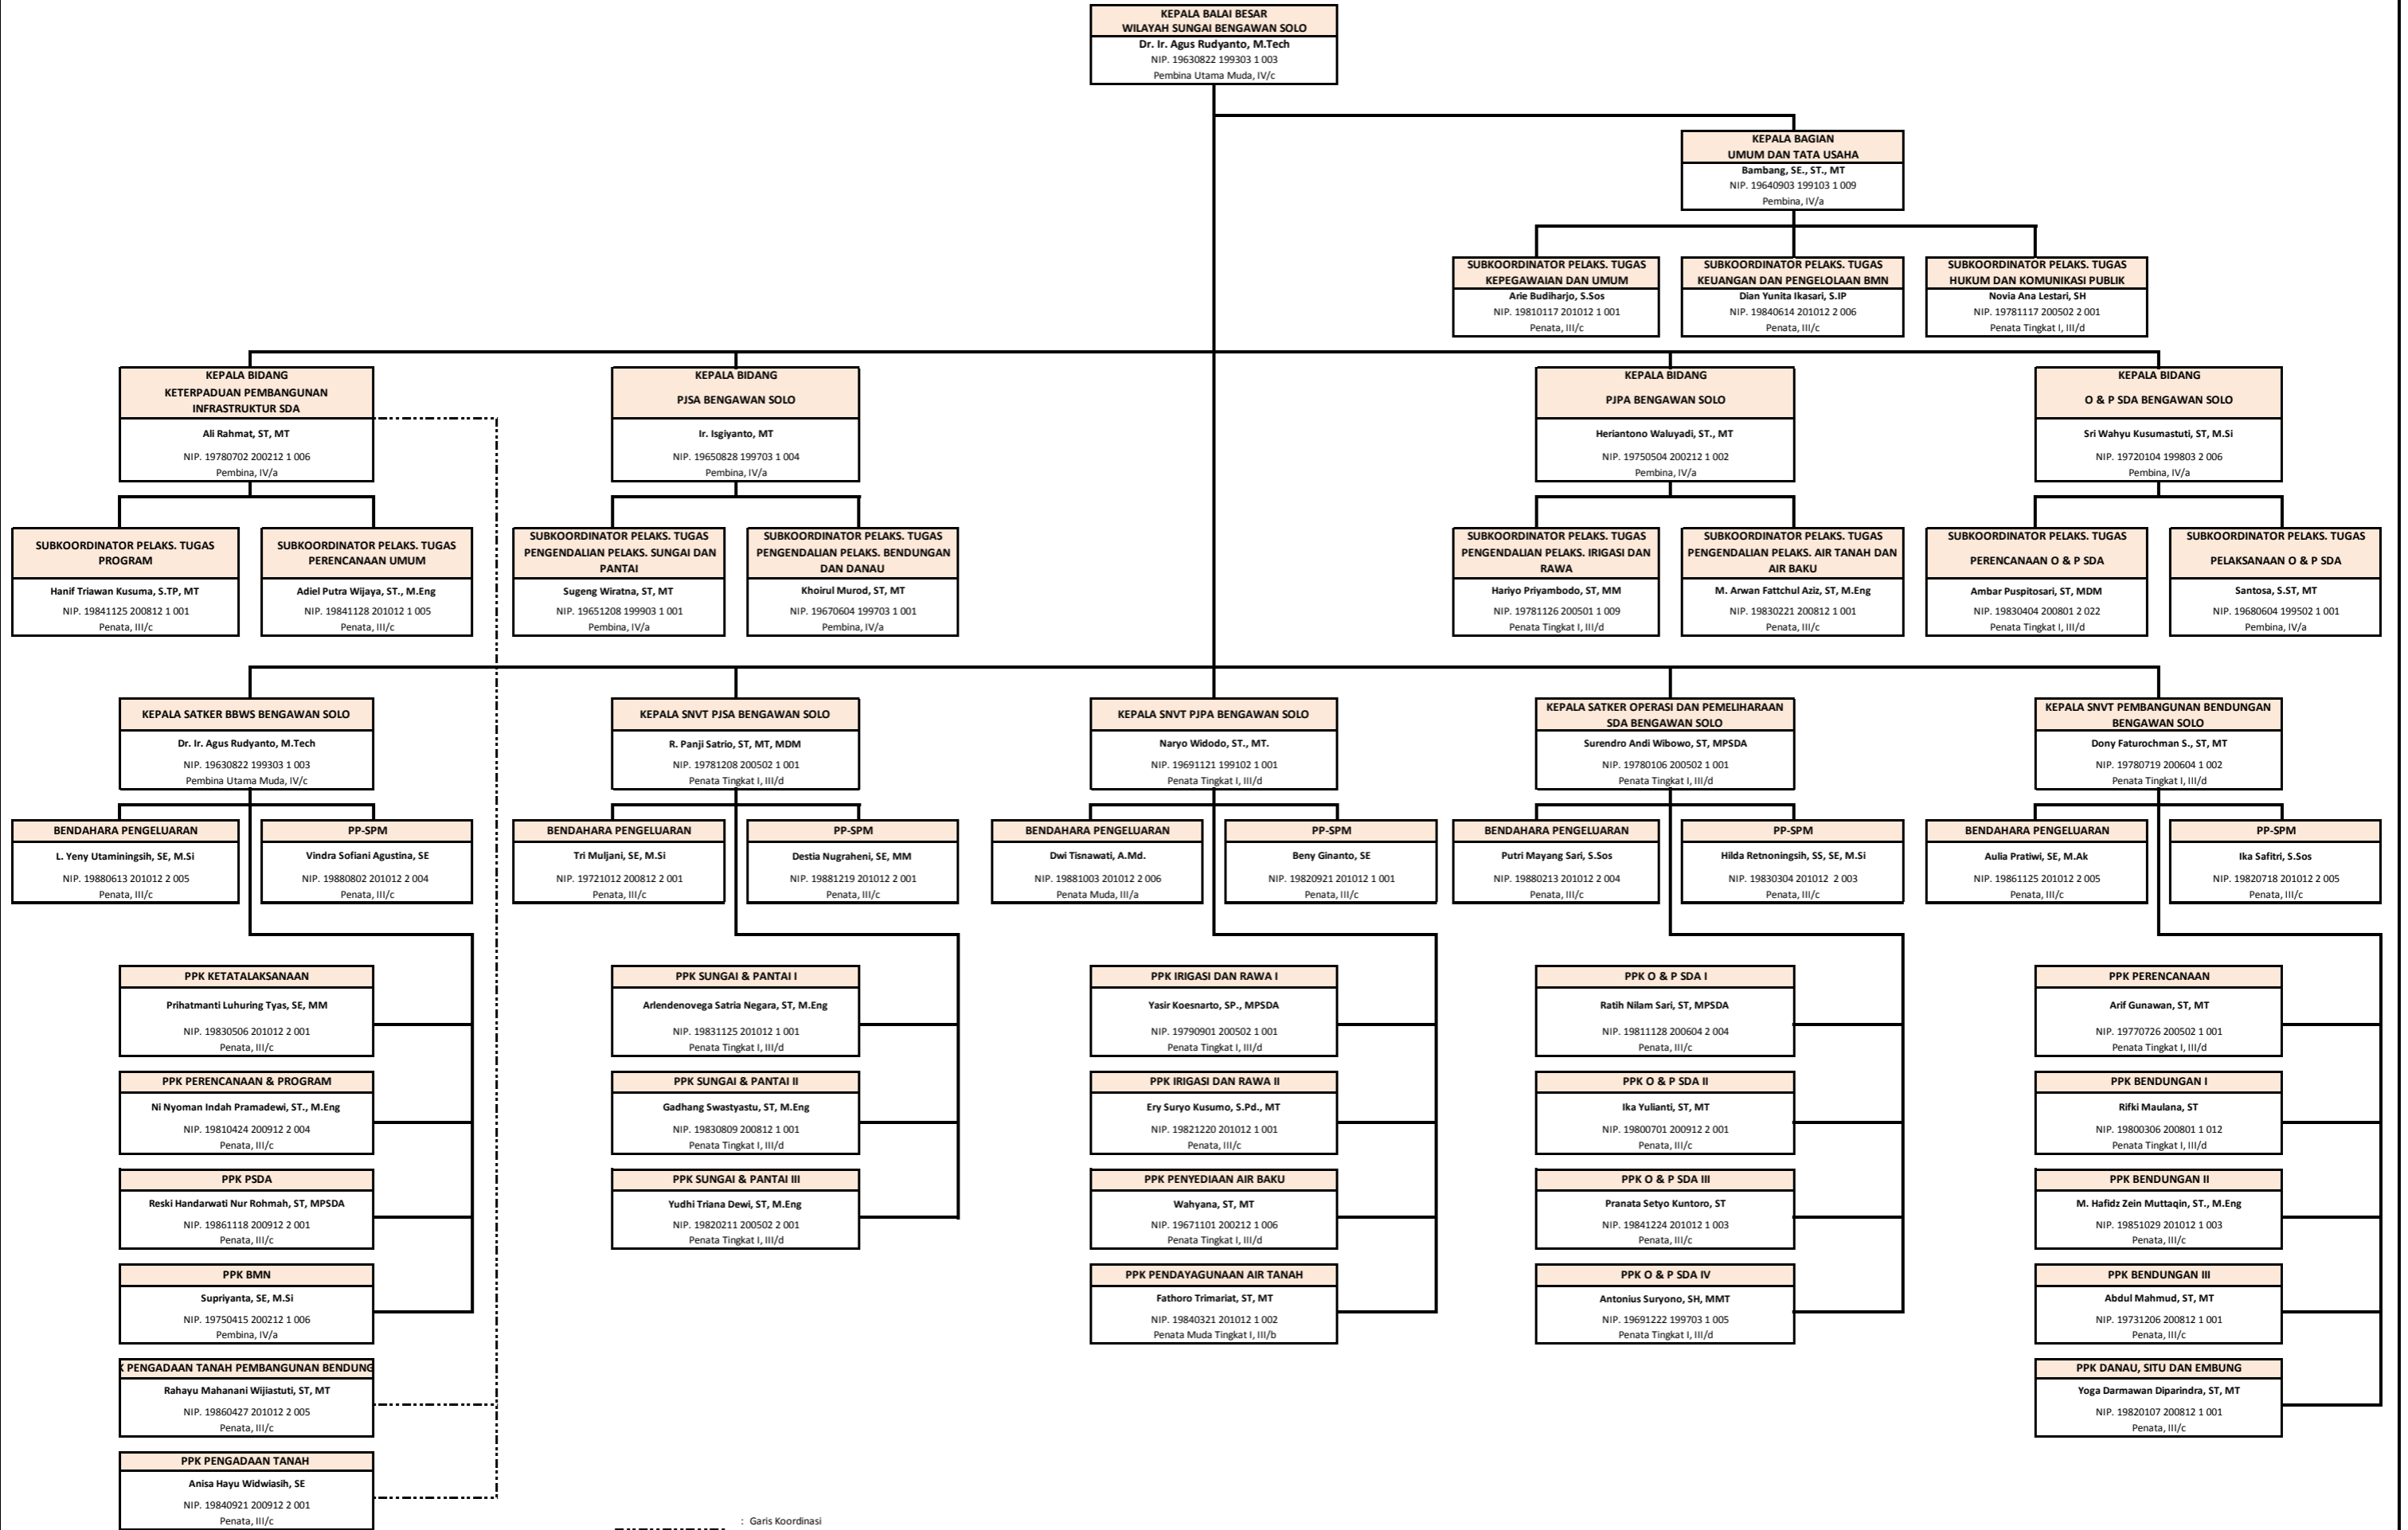 KEPALA BALAI BESAR
WILAYAH SUNGAI BENGAWAN SOLO
Dr. Ir. Agus Rudyanto, M.Tech
NIP. 19630822 199303 1 003
Pembina Utama Muda, IV/c
KEPALA BAGIAN
UMUM DAN TATA USAHA
Bambang, SE., ST., MT
NIP. 19640903 199103 1 009
Pembina, IV/a
SUBKOORDINATOR PELAKS. TUGAS
KEPEGAWAIAN DAN UMUM
Arie Budiharjo, S.Sos
NIP. 19810117 201012 1 001
Penata, III/c
SUBKOORDINATOR PELAKS. TUGAS
KEUANGAN DAN PENGELOLAAN BMN
Dian Yunita Ikasari, S.IP
NIP. 19840614 201012 2 006
Penata, III/c
SUBKOORDINATOR PELAKS. TUGAS
HUKUM DAN KOMUNIKASI PUBLIK
Novia Ana Lestari, SH
NIP. 19781117 200502 2 001
Penata Tingkat I, III/d
KEPALA BIDANG
KETERPADUAN PEMBANGUNAN
INFRASTRUKTUR SDA
Ali Rahmat, ST, MT
NIP. 19780702 200212 1 006
Pembina, IV/a
KEPALA BIDANG
PJSA BENGAWAN SOLO
Ir. Isgiyanto, MT
NIP. 19650828 199703 1 004
Pembina, IV/a
KEPALA BIDANG
PJPA BENGAWAN SOLO
Heriantono Waluyadi, ST., MT
NIP. 19750504 200212 1 002
Pembina, IV/a
KEPALA BIDANG
O & P SDA BENGAWAN SOLO
Sri Wahyu Kusumastuti, ST, M.Si
NIP. 19720104 199803 2 006
Pembina, IV/a
SUBKOORDINATOR PELAKS. TUGAS
PROGRAM
Hanif Triawan Kusuma, S.TP, MT
NIP. 19841125 200812 1 001
Penata, III/c
SUBKOORDINATOR PELAKS. TUGAS
PERENCANAAN UMUM
Adiel Putra Wijaya, ST., M.Eng
NIP. 19841128 201012 1 005
Penata, III/c
SUBKOORDINATOR PELAKS. TUGAS
PENGENDALIAN PELAKS. SUNGAI DAN
PANTAI
Sugeng Wiratna, ST, MT
NIP. 19651208 199903 1 001
Pembina, IV/a
SUBKOORDINATOR PELAKS. TUGAS
PENGENDALIAN PELAKS. BENDUNGAN
DAN DANAU
Khoirul Murod, ST, MT
NIP. 19670604 199703 1 001
Pembina, IV/a
SUBKOORDINATOR PELAKS. TUGAS
PENGENDALIAN PELAKS. IRIGASI DAN
RAWA
Hariyo Priyambodo, ST, MM
NIP. 19781126 200501 1 009
Penata Tingkat I, III/d
SUBKOORDINATOR PELAKS. TUGAS
PENGENDALIAN PELAKS. AIR TANAH DAN
AIR BAKU
M. Arwan Fattchul Aziz, ST, M.Eng
NIP. 19830221 200812 1 001
Penata, III/c
SUBKOORDINATOR PELAKS. TUGAS
PERENCANAAN O & P SDA
Ambar Puspitosari, ST, MDM
NIP. 19830404 200801 2 022
Penata Tingkat I, III/d
SUBKOORDINATOR PELAKS. TUGAS
PELAKSANAAN O & P SDA
Santosa, S.ST, MT
NIP. 19680604 199502 1 001
Pembina, IV/a
KEPALA SATKER BBWS BENGAWAN SOLO
Dr. Ir. Agus Rudyanto, M.Tech
NIP. 19630822 199303 1 003
Pembina Utama Muda, IV/c
KEPALA SNVT PJSA BENGAWAN SOLO
R. Panji Satrio, ST, MT, MDM
NIP. 19781208 200502 1 001
Penata Tingkat I, III/d
KEPALA SNVT PJPA BENGAWAN SOLO
Naryo Widodo, ST., MT.
NIP. 19691121 199102 1 001
Penata Tingkat I, III/d
KEPALA SATKER OPERASI DAN PEMELIHARAAN
SDA BENGAWAN SOLO
Surendro Andi Wibowo, ST, MPSDA
NIP. 19780106 200502 1 001
Penata Tingkat I, III/d
KEPALA SNVT PEMBANGUNAN BENDUNGAN
BENGAWAN SOLO
Dony Faturochman S., ST, MT
NIP. 19780719 200604 1 002
Penata Tingkat I, III/d
BENDAHARA PENGELUARAN
L. Yeny Utaminingsih, SE, M.Si
NIP. 19880613 201012 2 005
Penata, III/c
PP-SPM
Vindra Sofiani Agustina, SE
NIP. 19880802 201012 2 004
Penata, III/c
BENDAHARA PENGELUARAN
Tri Muljani, SE, M.Si
NIP. 19721012 200812 2 001
Penata, III/c
PP-SPM
Destia Nugraheni, SE, MM
NIP. 19881219 201012 2 001
Penata, III/c
BENDAHARA PENGELUARAN
Dwi Tisnawati, A.Md.
NIP. 19881003 201012 2 006
Penata Muda, III/a
PP-SPM
Beny Ginanto, SE
NIP. 19820921 201012 1 001
Penata, III/c
BENDAHARA PENGELUARAN
Putri Mayang Sari, S.Sos
NIP. 19880213 201012 2 004
Penata, III/c
PP-SPM
Hilda Retnoningsih, SS, SE, M.Si
NIP. 19830304 201012 2 003
Penata, III/c
BENDAHARA PENGELUARAN
Aulia Pratiwi, SE, M.Ak
NIP. 19861125 201012 2 005
Penata, III/c
PP-SPM
Ika Safitri, S.Sos
NIP. 19820718 201012 2 005
Penata, III/c
PPK KETATALAKSANAAN
Prihatmanti Luhuring Tyas, SE, MM
NIP. 19830506 201012 2 001
Penata, III/c
PPK SUNGAI & PANTAI I
Arlendenovega Satria Negara, ST, M.Eng
NIP. 19831125 201012 1 001
Penata Tingkat I, III/d
PPK IRIGASI DAN RAWA I
Yasir Koesnarto, SP., MPSDA
NIP. 19790901 200502 1 001
Penata Tingkat I, III/d
PPK O & P SDA I
Ratih Nilam Sari, ST, MPSDA
NIP. 19811128 200604 2 004
Penata, III/c
PPK PERENCANAAN
Arif Gunawan, ST, MT
NIP. 19770726 200502 1 001
Penata Tingkat I, III/d
PPK PERENCANAAN & PROGRAM
Ni Nyoman Indah Pramadewi, ST., M.Eng
NIP. 19810424 200912 2 004
Penata, III/c
PPK SUNGAI & PANTAI II
Gadhang Swastyastu, ST, M.Eng
NIP. 19830809 200812 1 001
Penata Tingkat I, III/d
PPK IRIGASI DAN RAWA II
Ery Suryo Kusumo, S.Pd., MT
NIP. 19821220 201012 1 001
Penata, III/c
PPK O & P SDA II
Ika Yulianti, ST, MT
NIP. 19800701 200912 2 001
Penata, III/c
PPK BENDUNGAN I
Rifki Maulana, ST
NIP. 19800306 200801 1 012
Penata Tingkat I, III/d
PPK PSDA
Reski Handarwati Nur Rohmah, ST, MPSDA
NIP. 19861118 200912 2 001
Penata, III/c
PPK SUNGAI & PANTAI III
Yudhi Triana Dewi, ST, M.Eng
NIP. 19820211 200502 2 001
Penata Tingkat I, III/d
PPK PENYEDIAAN AIR BAKU
Wahyana, ST, MT
NIP. 19671101 200212 1 006
Penata Tingkat I, III/d
PPK O & P SDA III
Pranata Setyo Kuntoro, ST
NIP. 19841224 201012 1 003
Penata, III/c
PPK BENDUNGAN II
M. Hafidz Zein Muttaqin, ST., M.Eng
NIP. 19851029 201012 1 003
Penata, III/c
PPK BMN
Supriyanta, SE, M.Si
NIP. 19750415 200212 1 006
Pembina, IV/a
PPK PENDAYAGUNAAN AIR TANAH
Fathoro Trimariat, ST, MT
NIP. 19840321 201012 1 002
Penata Muda Tingkat I, III/b
PPK O & P SDA IV
Antonius Suryono, SH, MMT
NIP. 19691222 199703 1 005
Penata Tingkat I, III/d
PPK BENDUNGAN III
Abdul Mahmud, ST, MT
NIP. 19731206 200812 1 001
Penata, III/c
K PENGADAAN TANAH PEMBANGUNAN BENDUNG
Rahayu Mahanani Wijiastuti, ST, MT
NIP. 19860427 201012 2 005
Penata, III/c
PPK DANAU, SITU DAN EMBUNG
Yoga Darmawan Diparindra, ST, MT
NIP. 19820107 200812 1 001
Penata, III/c
PPK PENGADAAN TANAH
Anisa Hayu Widwiasih, SE
NIP. 19840921 200912 2 001
Penata, III/c
: Garis Koordinasi